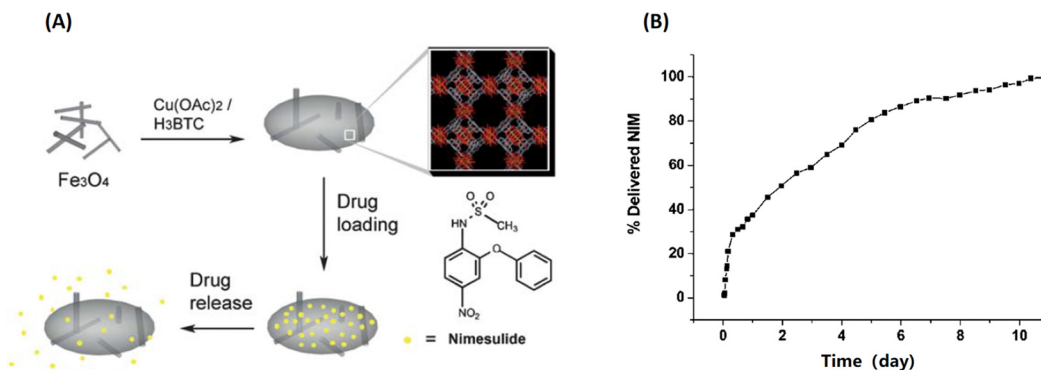 (A)
Cu(OAc)2 /
H3BTC
Fe3O4
Drug
loading
O O
S
NH CH3
O
NO2
Drug
release
= Nimesulide
(B)
% Delivered NIM
100
80
60
40
20
0
0 2 4 6 8 10
Time (day)